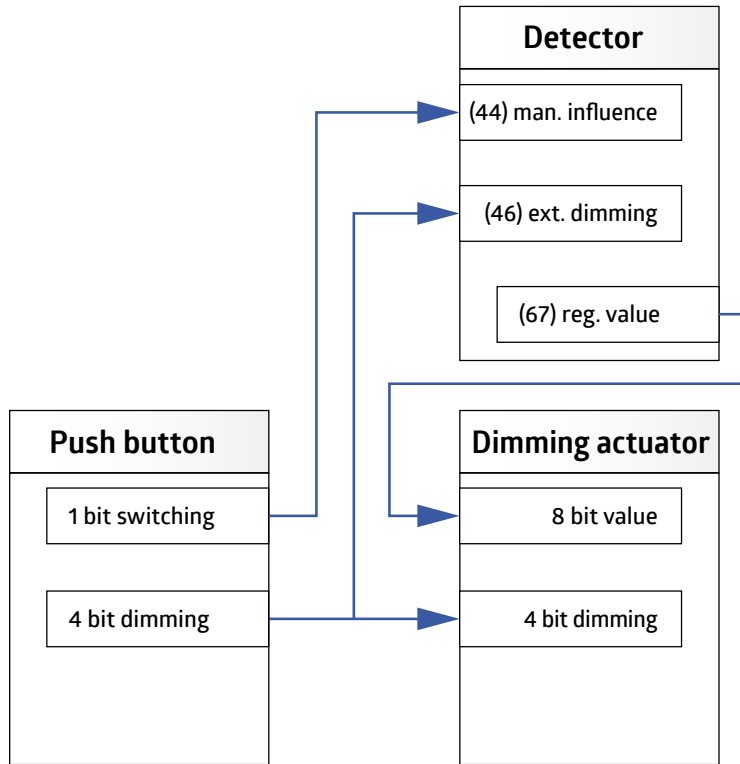 Detector
(44) man. influence
(46) ext. dimming
(67) reg. value
Push button
1 bit switching
4 bit dimming
Dimming actuator
8 bit value
4 bit dimming